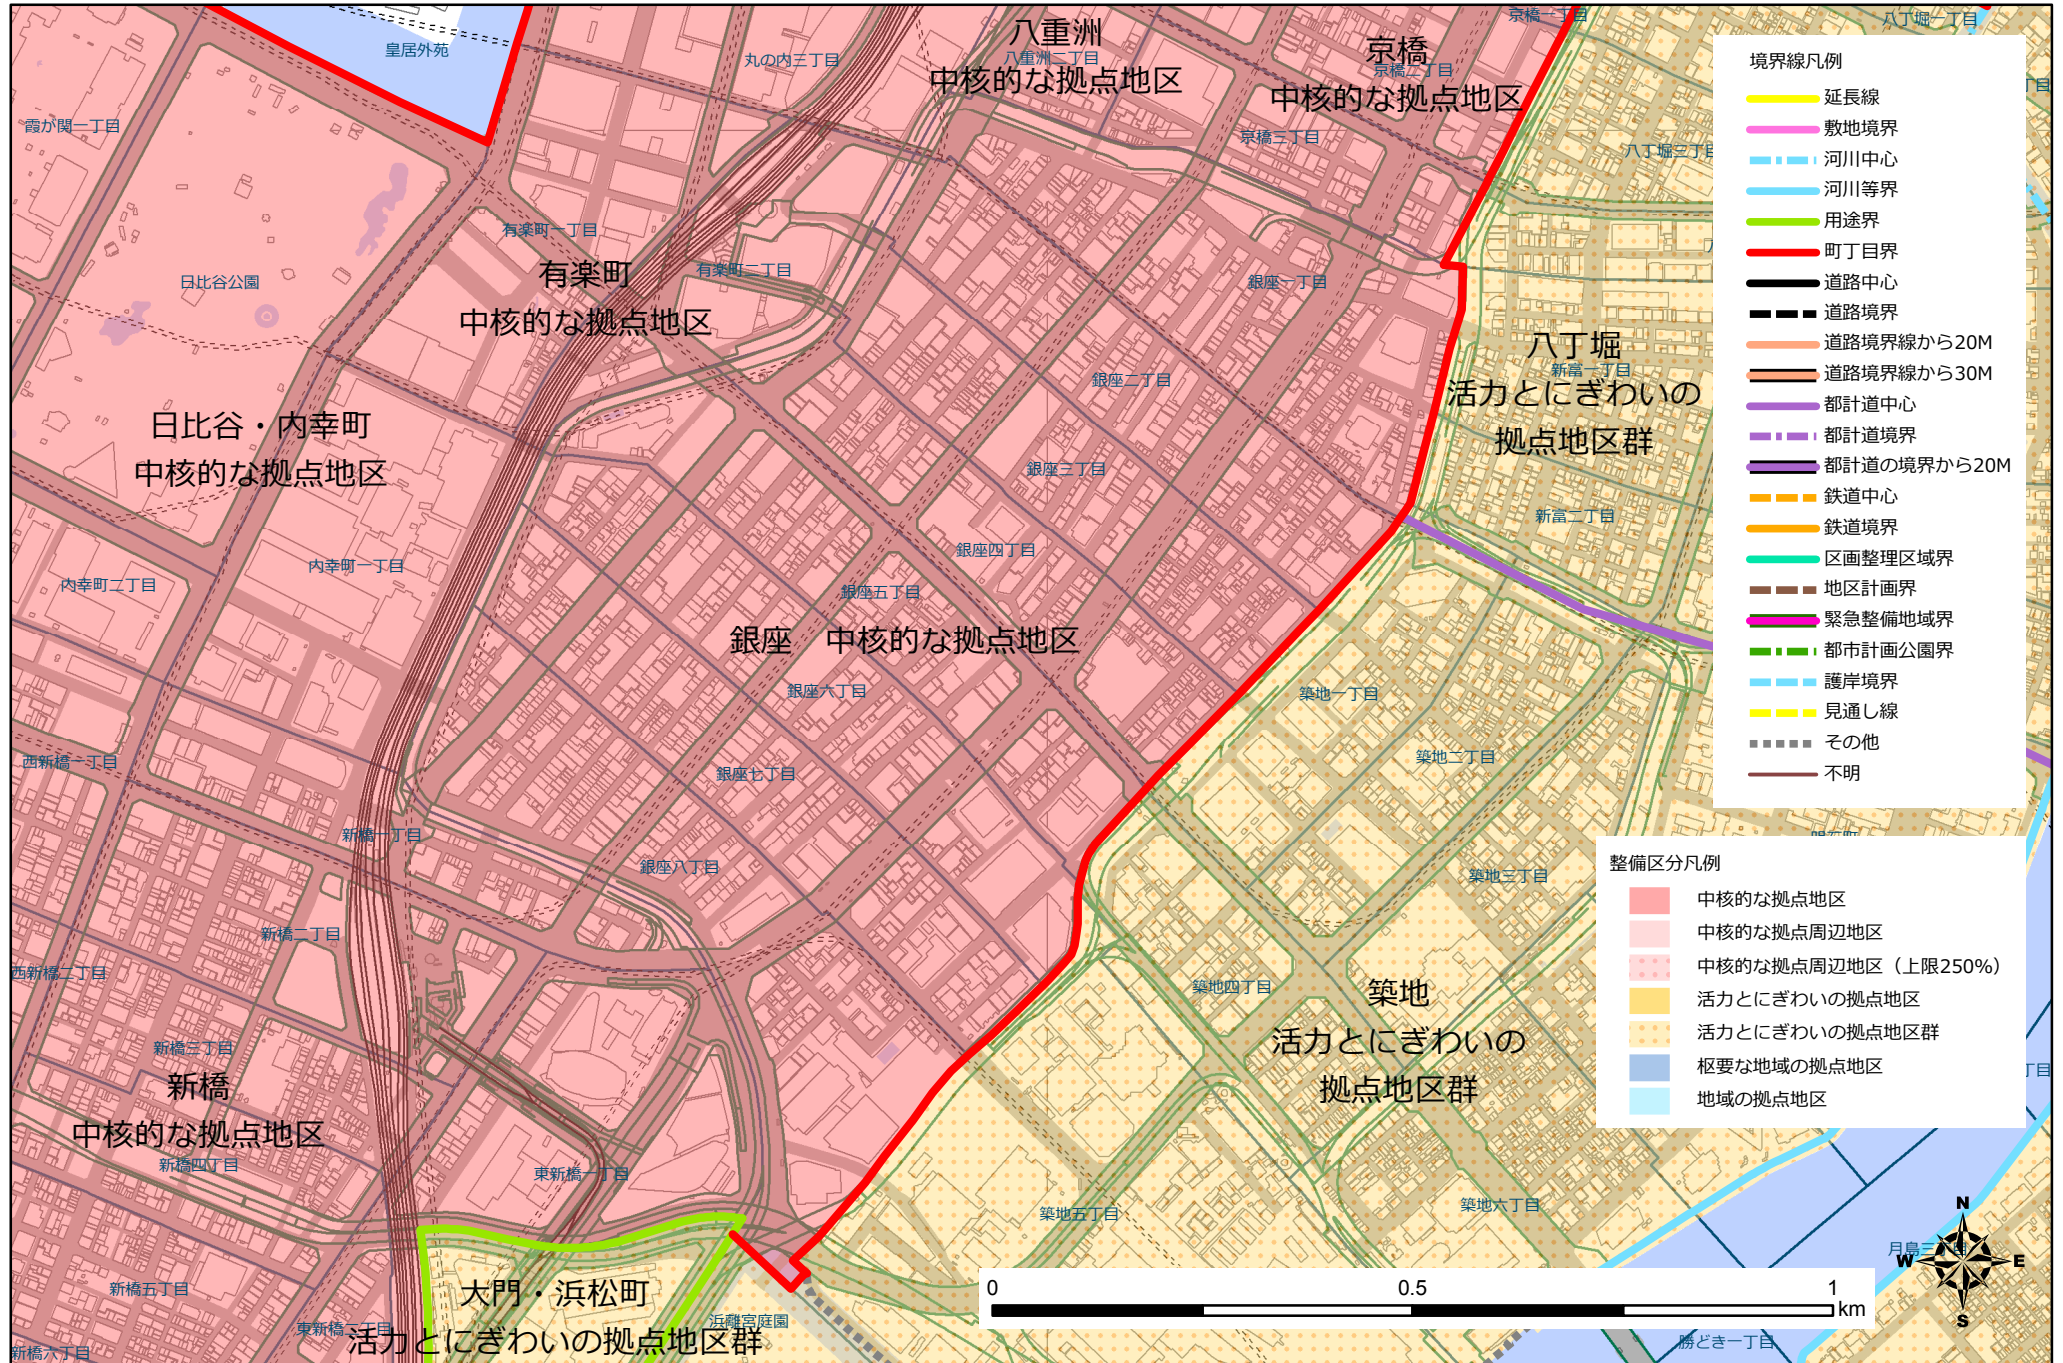 皇居外苑
丸の内三丁目
八重洲
八重洲二丁目
中核的な拠点地区
京橋一丁目
京橋
京橋二丁目
中核的な拠点地区
八丁堀一丁目
霞が関一丁目
京橋三丁目
八丁堀三丁目
有楽町一丁目
有楽町二丁目
有楽町
中核的な拠点地区
日比谷公園
銀座一丁目
日比谷・内幸町
中核的な拠点地区
銀座二丁目
八丁堀
新富一丁目
活力とにぎわいの
拠点地区群
銀座三丁目
新富二丁目
銀座四丁目
内幸町一丁目
内幸町二丁目
銀座五丁目
銀座 中核的な拠点地区
銀座六丁目
築地一丁目
築地二丁目
西新橋一丁目
銀座七丁目
新橋一丁目
銀座八丁目
築地三丁目
新橋二丁目
西新橋二丁目
築地四丁目
築地
活力とにぎわいの
拠点地区群
新橋三丁目
新橋
中核的な拠点地区
新橋四丁目
東新橋一丁目
築地五丁目
築地六丁目
月島三丁目
新橋五丁目
大門・浜松町
活力とにぎわいの拠点地区群
浜離宮庭園
東新橋二丁目
新橋六丁目
勝どき一丁目
境界線凡例
延長線
敷地境界
河川中心
河川等界
用途界
町丁目界
道路中心
道路境界
道路境界線から20M
道路境界線から30M
都計道中心
都計道境界
都計道の境界から20M
鉄道中心
鉄道境界
区画整理区域界
地区計画界
緊急整備地域界
都市計画公園界
護岸境界
見通し線
その他
不明
整備区分凡例
中核的な拠点地区
中核的な拠点周辺地区
中核的な拠点周辺地区（上限250%）
活力とにぎわいの拠点地区
活力とにぎわいの拠点地区群
枢要な地域の拠点地区
地域の拠点地区
0 0.5 1
km
N
W E
S